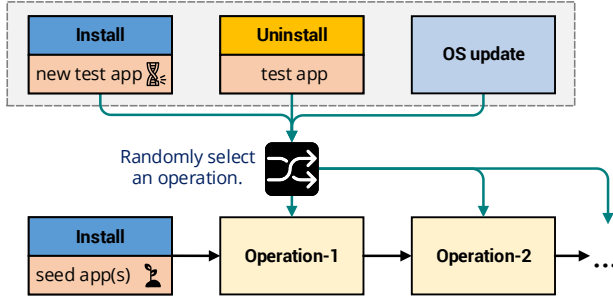 Install
new test app
Uninstall
test app
OS update
Randomly select
an operation.
Install
seed app(s)
Operation-1
Operation-2
...